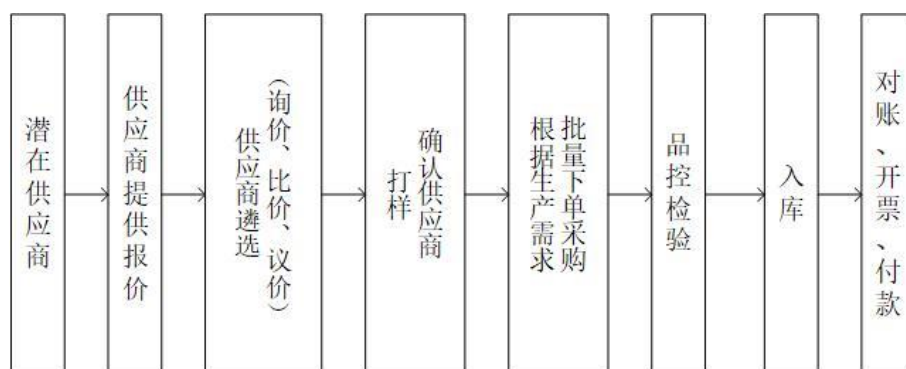 潜在供应商
供应商提供报价
供应商遴选
（询价、比价、议价）
打样
确认供应商
根据生产需求
批量下单采购
品控检验
入库
对账、开票、付款